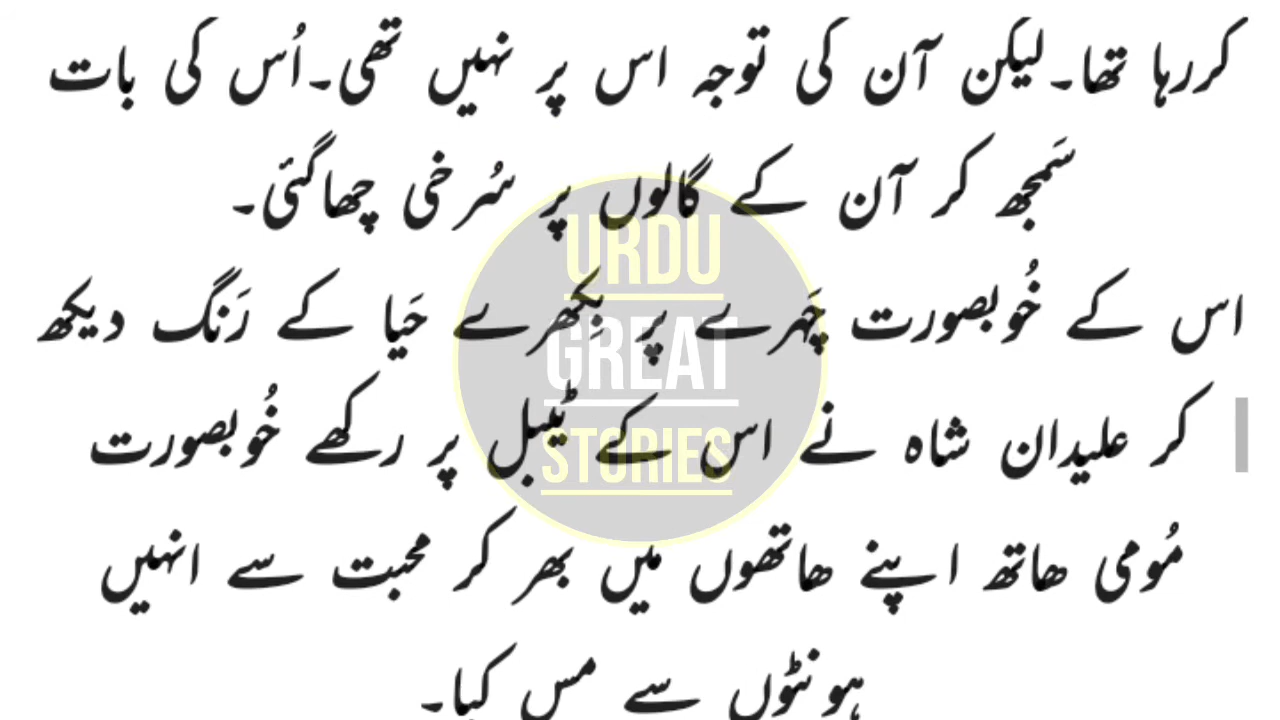 کررہا تھا۔لیکن آن کی توجہ اس پر نہیں تھی۔اُس کی بات
سَمجھ کر آن کے گالوں پر سُرخی چھاگئی۔
اس کے خُوبصورت چَہرے پر بِکھرے حَیا کے رَنگ دیکھ
کر علیدان شاہ نے اس کے ٹیبل پر رکھے خُوبصورت
مُومی ھاتھ اپنے ھاتھوں میں بھر کر محبت سے انہیں
ہونٹوں سے مس کیا۔
URDU
GREAT
STORIES